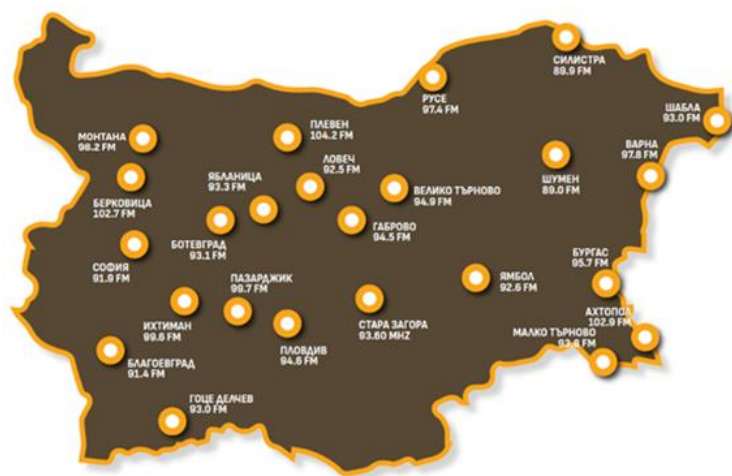 СИЛИСТРА
89.9 FM
РУСЕ
97.4 FM
ШАБЛА
93.0 FM
МОНТАНА
98.2 FM
ПЛЕВЕН
104.2 FM
ВАРНА
97.8 FM
ЛОВЕЧ
92.5 FM
ЯБЛАНИЦА
93.3 FM
ШУМЕН
89.0 FM
ВЕЛИКО ТЪРНОВО
94.9 FM
БЕРКОВИЦА
102.7 FM
ГАБРОВО
94.5 FM
БОТЕВГРАД
93.1 FM
СОФИЯ
91.9 FM
ПАЗАРДЖИК
99.7 FM
ЯМБОЛ
92.6 FM
БУРГАС
95.7 FM
ИХТИМАН
99.6 FM
СТАРА ЗАГОРА
93.60 MHZ
АХТОПОЛ
102.9 FM
ПЛОВДИВ
94.6 FM
МАЛКО ТЪРНОВО
93.6 FM
БЛАГОЕВГРАД
91.4 FM
ГОЦЕ ДЕЛЧЕВ
93.0 FM